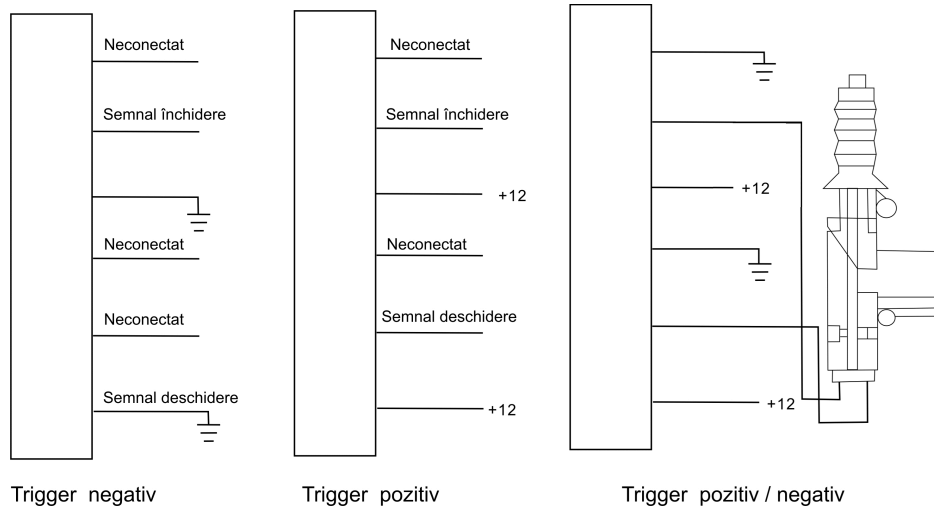 Neconectat
Semnal închidere
Neconectat
Neconectat
Semnal deschidere
Trigger negativ
Neconectat
Semnal închidere
+12
Neconectat
Semnal deschidere
+12
Trigger pozitiv
+12
+12
Trigger pozitiv / negativ